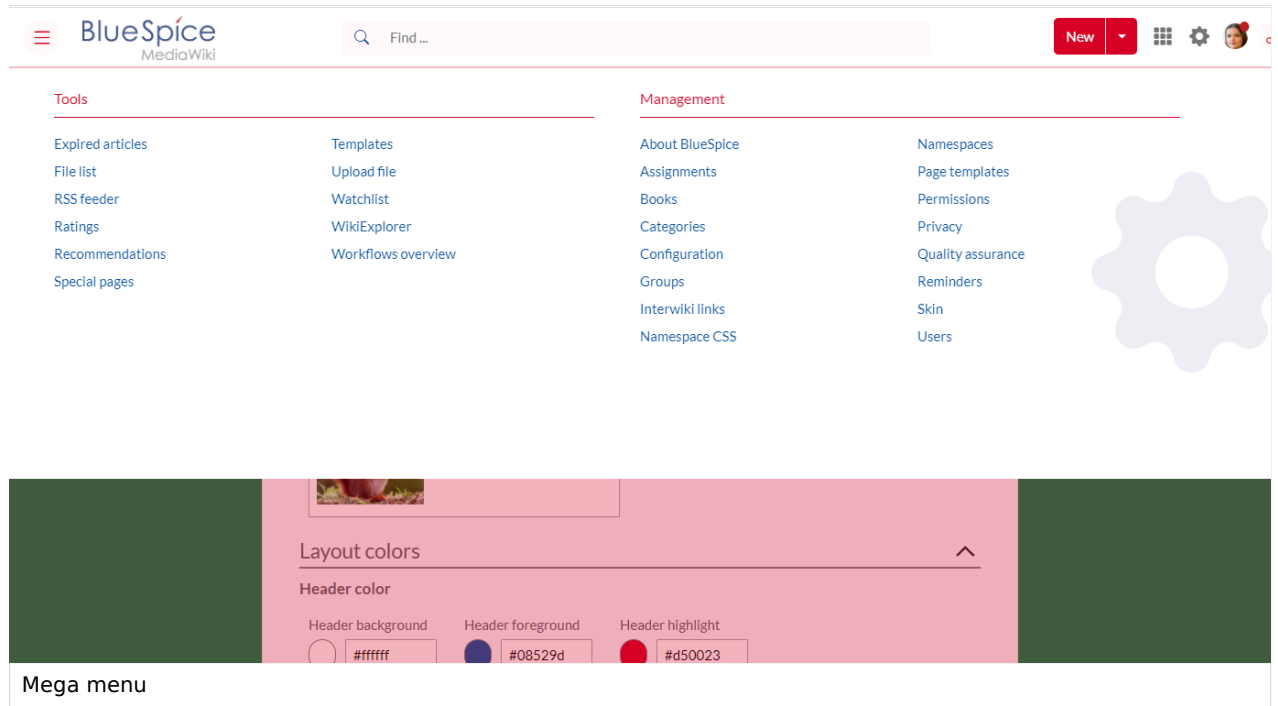 BlueSpice
MediaWiki
Find ...
New
Tools
Expired articles
File list
RSS feeder
Ratings
Recommendations
Special pages
Templates
Upload file
Watchlist
WikiExplorer
Workflows overview
Management
About BlueSpice
Assignments
Books
Categories
Configuration
Groups
Interwiki links
Namespace CSS
Namespaces
Page templates
Permissions
Privacy
Quality assurance
Reminders
Skin
Users
Layout colors
Header color
Header background Header foreground Header highlight
#ffffff #08529d #d50023
Mega menu